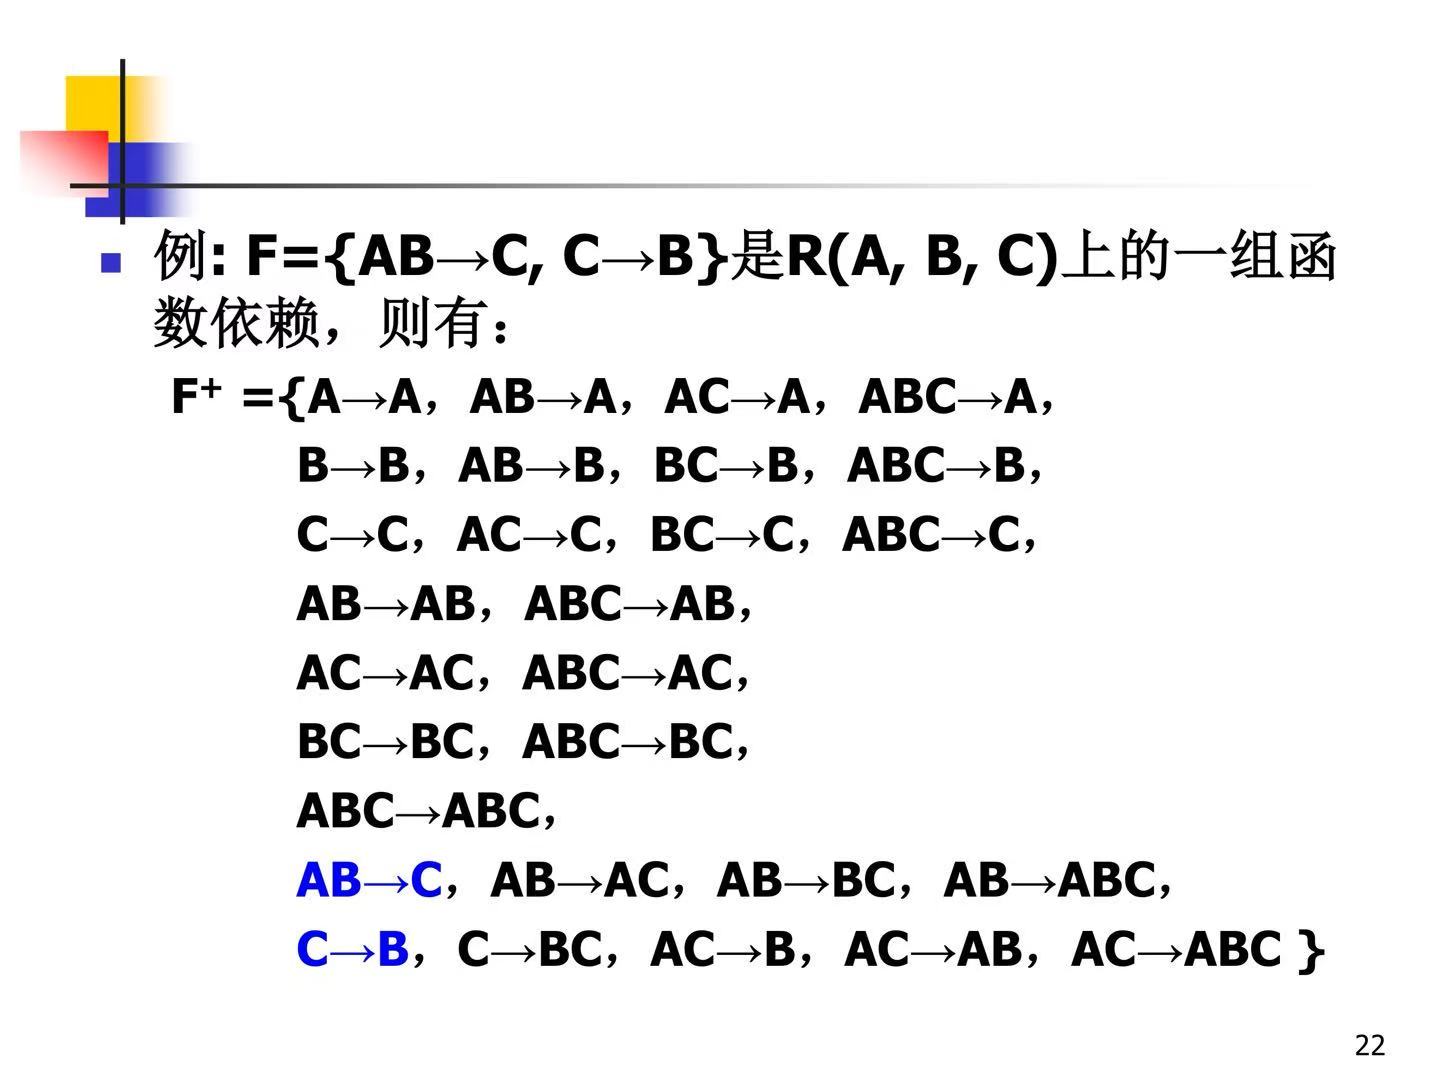 例: F={AB→C, C→B}是R(A, B, C)上的一组函
数依赖，则有：
F⁺ ={A→A，AB→A，AC→A，ABC→A，
B→B，AB→B，BC→B，ABC→B，
C→C，AC→C，BC→C，ABC→C，
AB→AB，ABC→AB，
AC→AC，ABC→AC，
BC→BC，ABC→BC，
ABC→ABC，
AB→C，AB→AC，AB→BC，AB→ABC，
C→B，C→BC，AC→B，AC→AB，AC→ABC }
22